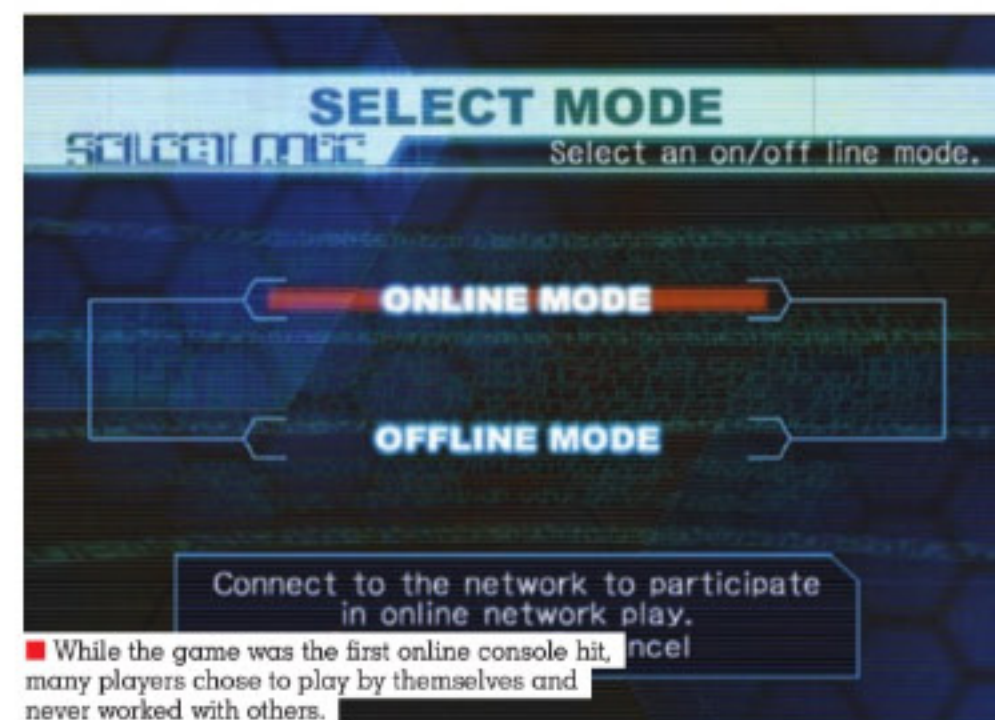 SELECT MODE
SELECT MODE
Select an on/off line mode.
ONLINE MODE
OFFLINE MODE
Connect to the network to participate
in online network play.
ncel
While the game was the first online console hit,
many players chose to play by themselves and
never worked with others.